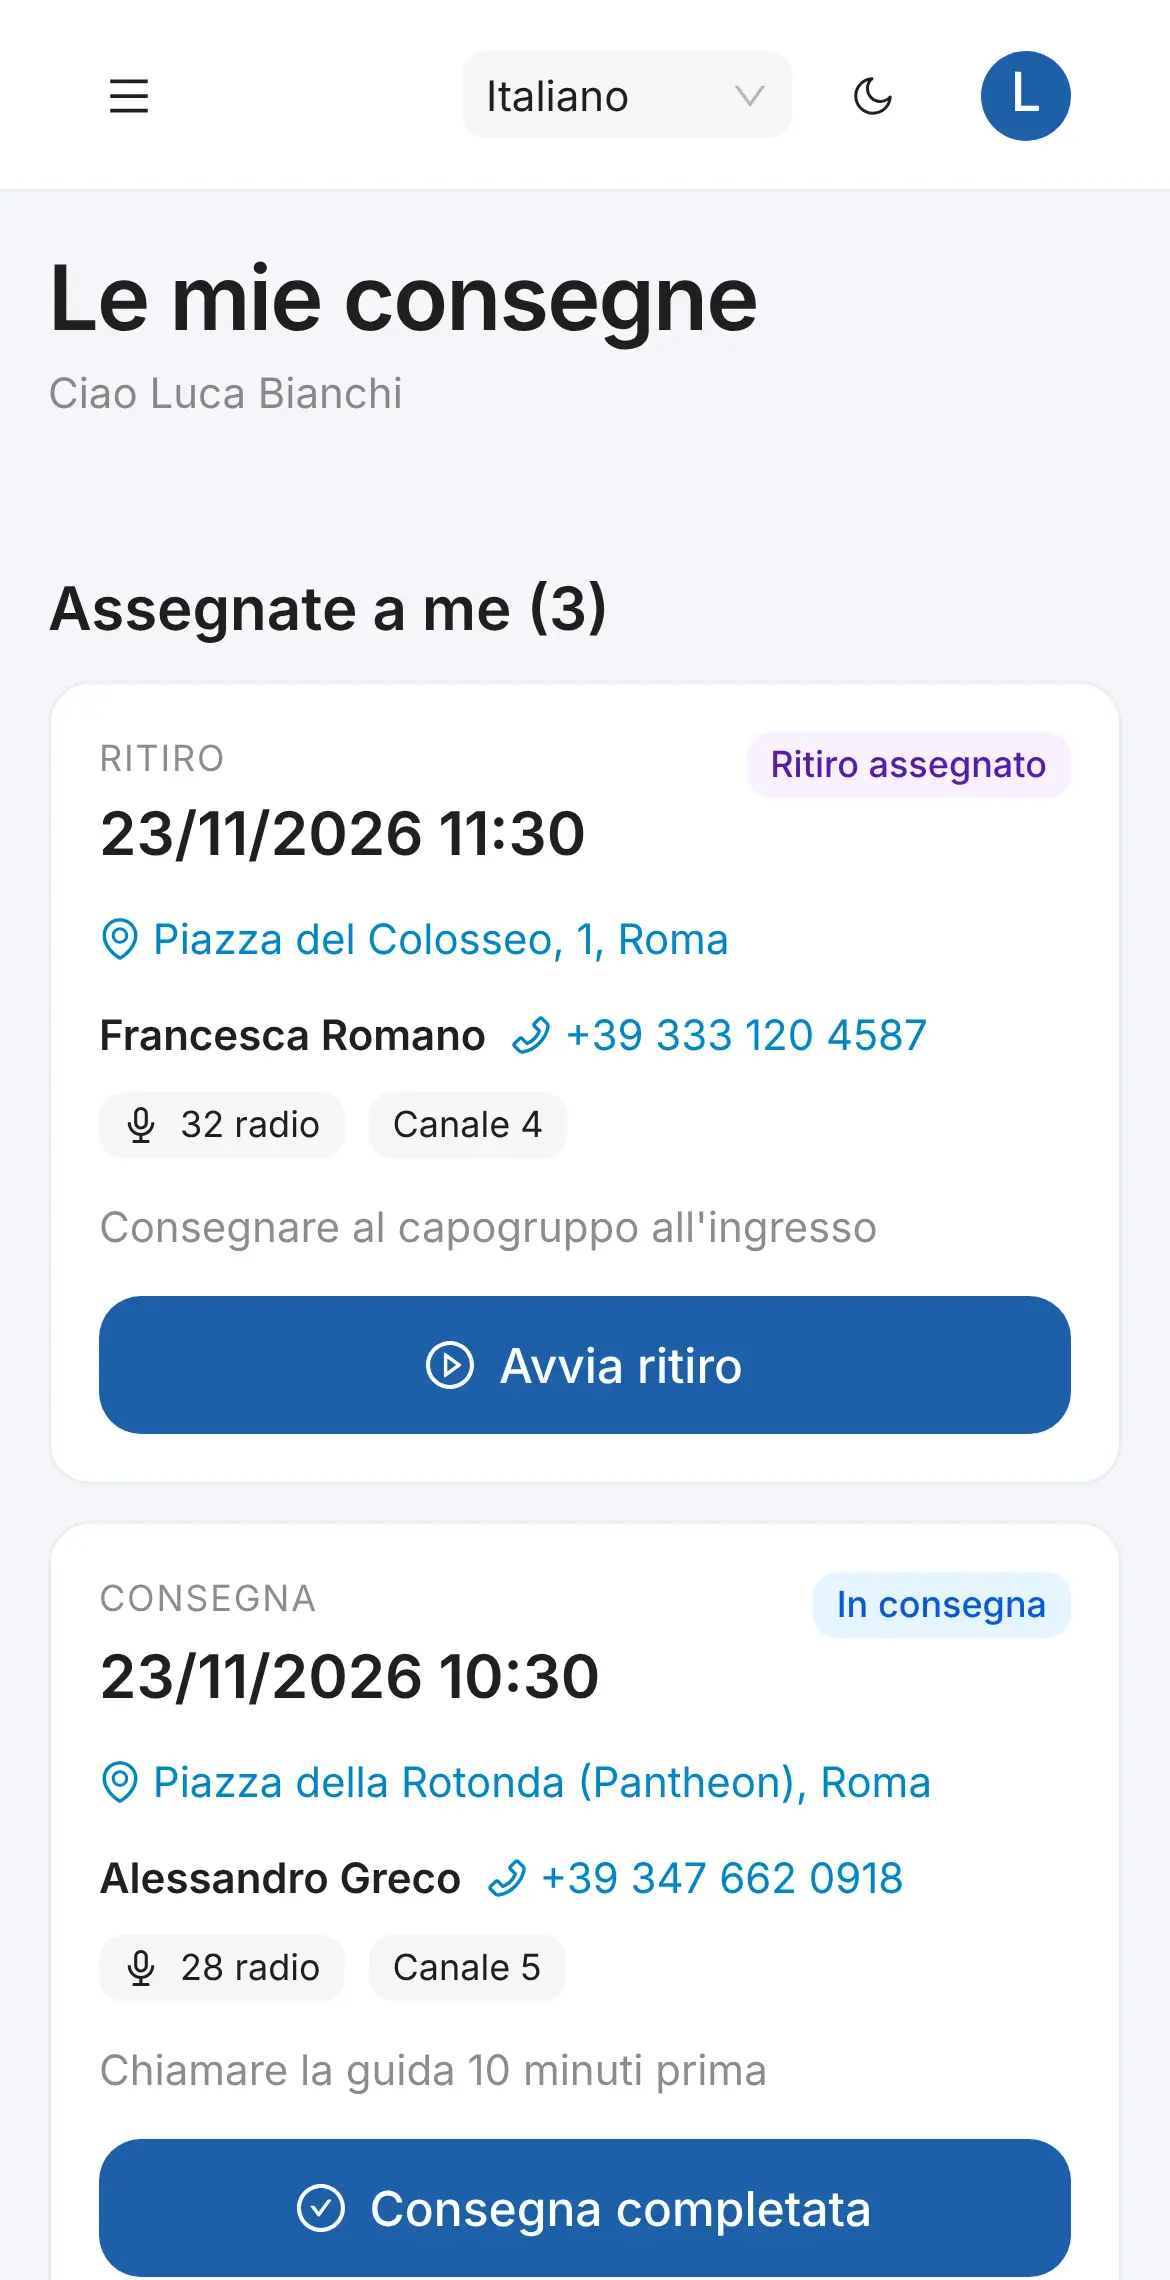 Italiano
L
Le mie consegne
Ciao Luca Bianchi
Assegnate a me (3)
RITIRO
Ritiro assegnato
23/11/2026 11:30
Piazza del Colosseo, 1, Roma
Francesca Romano +39 333 120 4587
32 radio Canale 4
Consegnare al capogruppo all'ingresso
Avvia ritiro
CONSEGNA
In consegna
23/11/2026 10:30
Piazza della Rotonda (Pantheon), Roma
Alessandro Greco +39 347 662 0918
28 radio Canale 5
Chiamare la guida 10 minuti prima
Consegna completata